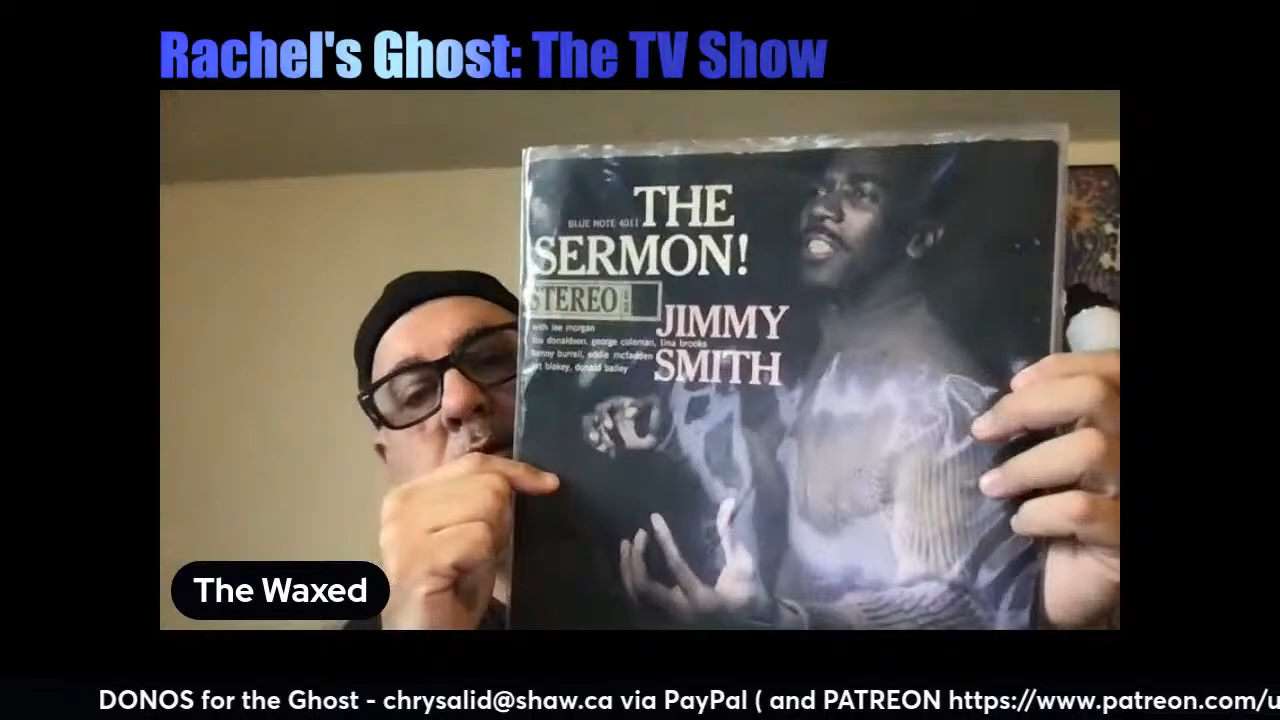 Rachel's Ghost: The TV Show
BLUE NOTE 4011
THE
SERMON!
STEREO
JIMMY
SMITH
with lee morgan
lou donaldson, george coleman, tina brooks
kenny burrell, eddie mcfadden
art blakey, donald bailey
The Waxed
DONOS for the Ghost - chrysalid@shaw.ca via PayPal ( and PATREON https://www.patreon.com/u